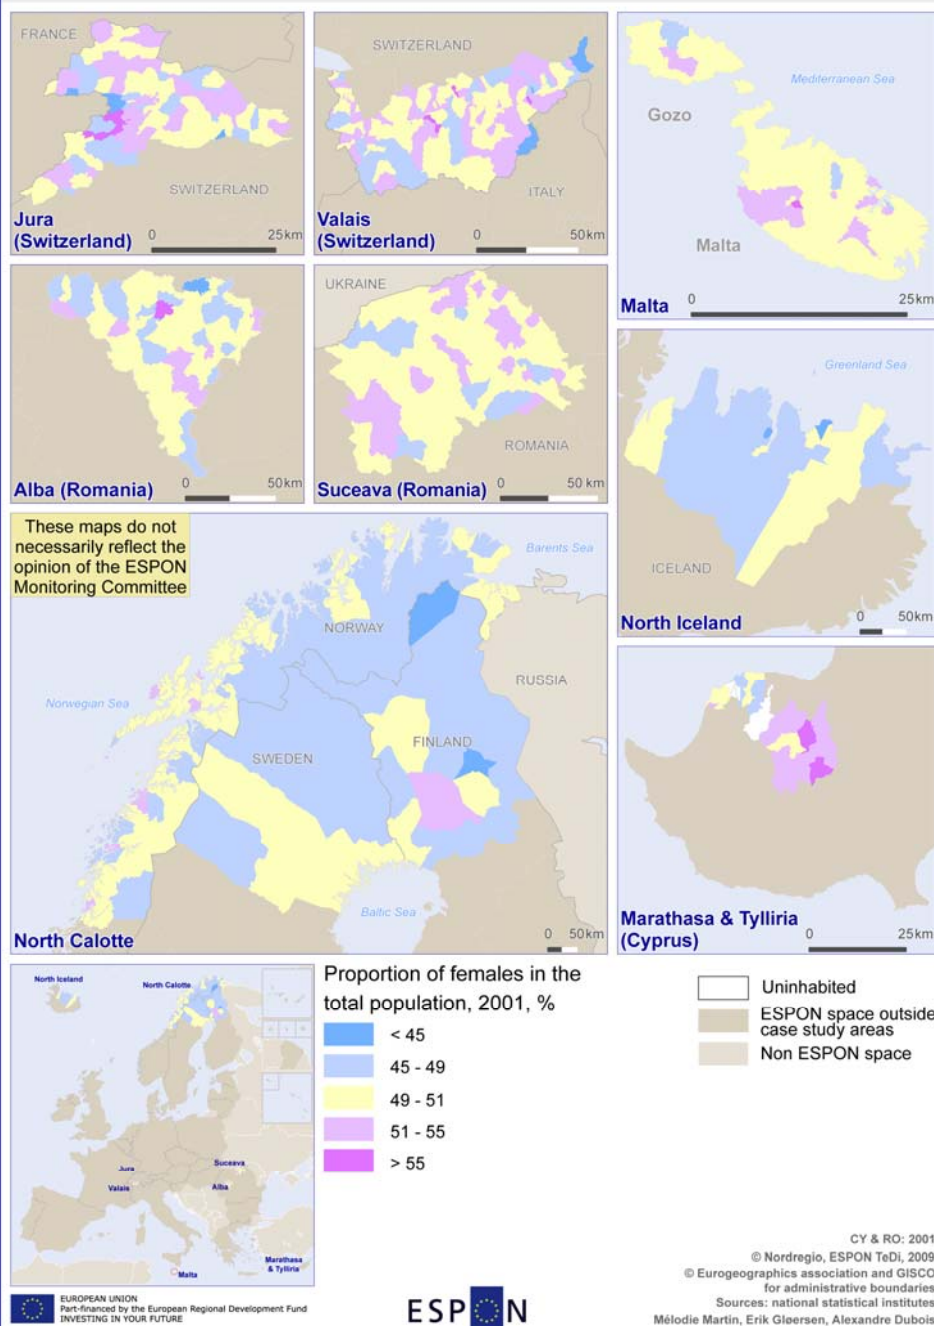 FRANCE
SWITZERLAND
Jura
(Switzerland)
0 25km
SWITZERLAND
ITALY
Valais
(Switzerland)
0 50km
Mediterranean Sea
Gozo
Malta
Malta
0 25km
Alba (Romania)
0 50km
UKRAINE
ROMANIA
Suceava (Romania)
0 50km
Greenland Sea
ICELAND
North Iceland
0 50km
These maps do not
necessarily reflect the
opinion of the ESPON
Monitoring Committee
Barents Sea
NORWAY
RUSSIA
Norwegian Sea
SWEDEN
FINLAND
Baltic Sea
North Calotte
0 50km
Marathasa & Tylliria
(Cyprus)
0 25km
North Iceland
North Calotte
Jura
Suceava
Valais
Alba
Marathasa
& Tylliria
Malta
Proportion of females in the
total population, 2001, %
< 45
45 - 49
49 - 51
51 - 55
> 55
Uninhabited
ESPON space outside
case study areas
Non ESPON space
EUROPEAN UNION
Part-financed by the European Regional Development Fund
INVESTING IN YOUR FUTURE
ESPON
CY & RO: 2001
© Nordregio, ESPON TeDi, 2009
© Eurogeographics association and GISCO
for administrative boundaries
Sources: national statistical institutes
Mélodie Martin, Erik Gløersen, Alexandre Dubois